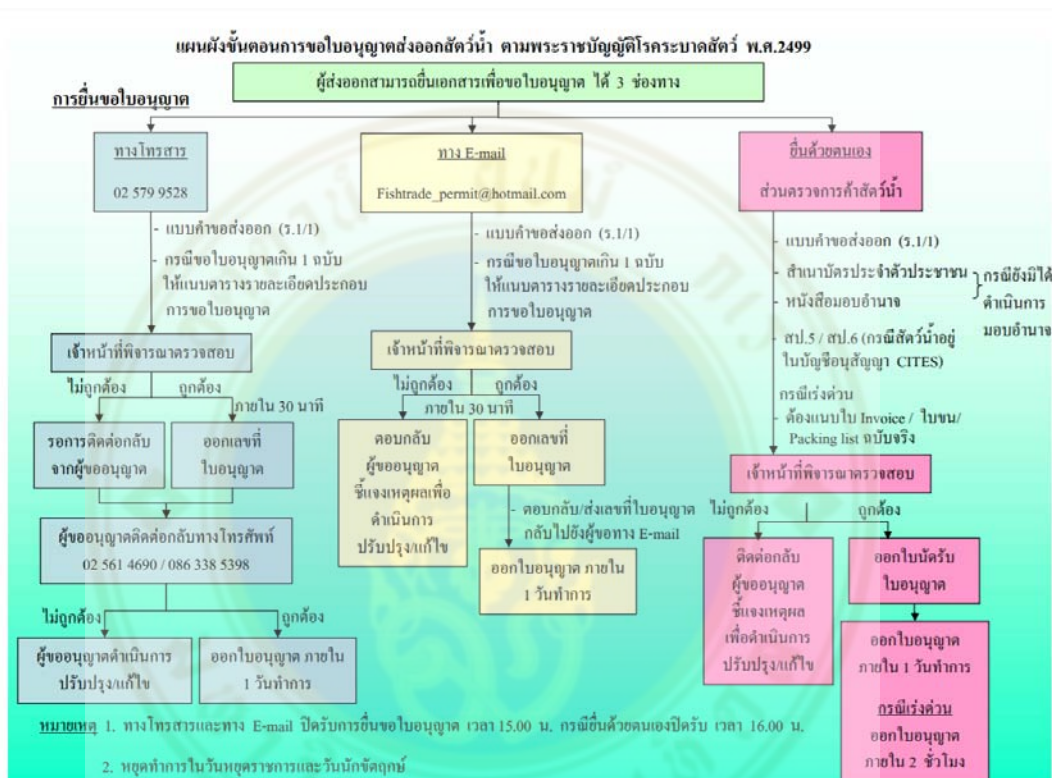 แผนผังขั้นตอนการขอใบอนุญาตส่งออกสัตว์น้ำ ตามพระราชบัญญัติโรคระบาดสัตว์ พ.ศ.2499
ผู้ส่งออกสามารถยื่นเอกสารเพื่อขอใบอนุญาต ได้ 3 ช่องทาง
การยื่นขอใบอนุญาต
ทางโทรสาร
02 579 9528
- แบบคำขอส่งออก (ร.1/1)
- กรณีขอใบอนุญาตเกิน 1 ฉบับ
ให้แนบตารางรายละเอียดประกอบ
การขอใบอนุญาต
เจ้าหน้าที่พิจารณาตรวจสอบ
ไม่ถูกต้อง
ถูกต้อง
ภายใน 30 นาที
รอการติดต่อกลับ
จากผู้ขออนุญาต
ออกเลขที่
ใบอนุญาต
ผู้ขออนุญาตติดต่อกลับทางโทรศัพท์
02 561 4690 / 086 338 5398
ไม่ถูกต้อง
ถูกต้อง
ผู้ขออนุญาตดำเนินการ
ปรับปรุง/แก้ไข
ออกใบอนุญาต ภายใน
1 วันทำการ
ทาง E-mail
Fishtrade_permit@hotmail.com
- แบบคำขอส่งออก (ร.1/1)
- กรณีขอใบอนุญาตเกิน 1 ฉบับ
ให้แนบตารางรายละเอียดประกอบ
การขอใบอนุญาต
เจ้าหน้าที่พิจารณาตรวจสอบ
ไม่ถูกต้อง
ถูกต้อง
ภายใน 30 นาที
ตอบกลับ
ผู้ขออนุญาต
ชี้แจงเหตุผลเพื่อ
ดำเนินการ
ปรับปรุง/แก้ไข
ออกเลขที่
ใบอนุญาต
- ตอบกลับ/ส่งเลขที่ใบอนุญาต
กลับไปยังผู้ขอทาง E-mail
ออกใบอนุญาต ภายใน
1 วันทำการ
ยื่นด้วยตนเอง
ส่วนตรวจการค้าสัตว์น้ำ
- แบบคำขอส่งออก (ร.1/1)
- สำเนาบัตรประจำตัวประชาชน
- หนังสือมอบอำนาจ
กรณียังมิได้
ดำเนินการ
มอบอำนาจ
- สป.5 / สป.6 (กรณีสัตว์น้ำอยู่
ในบัญชีอนุสัญญา CITES)
กรณีเร่งด่วน
- ต้องแนบใบ Invoice / ใบขน/
Packing list ฉบับจริง
เจ้าหน้าที่พิจารณาตรวจสอบ
ไม่ถูกต้อง
ถูกต้อง
ติดต่อกลับ
ผู้ขออนุญาต
ชี้แจงเหตุผล
เพื่อดำเนินการ
ปรับปรุง/แก้ไข
ออกใบนัดรับ
ใบอนุญาต
ออกใบอนุญาต
ภายใน 1 วันทำการ
กรณีเร่งด่วน
ออกใบอนุญาต
ภายใน 2 ชั่วโมง
หมายเหตุ 1. ทางโทรสารและทาง E-mail ปิดรับการยื่นขอใบอนุญาต เวลา 15.00 น. กรณียื่นด้วยตนเองปิดรับ เวลา 16.00 น.
2. หยุดทำการในวันหยุดราชการและวันนักขัตฤกษ์